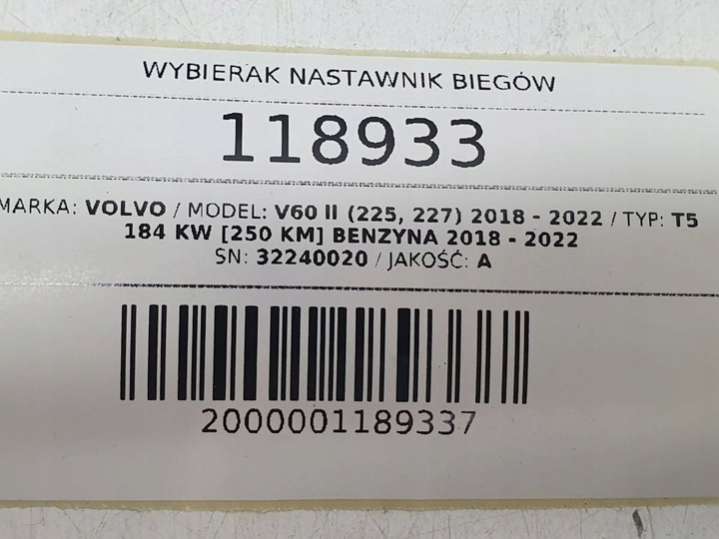 WYBIERAK NASTAWNIK BIEGÓW
118933
MARKA: VOLVO / MODEL: V60 II (225, 227) 2018 - 2022 / TYP: T5
184 KW [250 KM] BENZYNA 2018 - 2022
SN: 32240020 / JAKOŚĆ: A
2000001189337